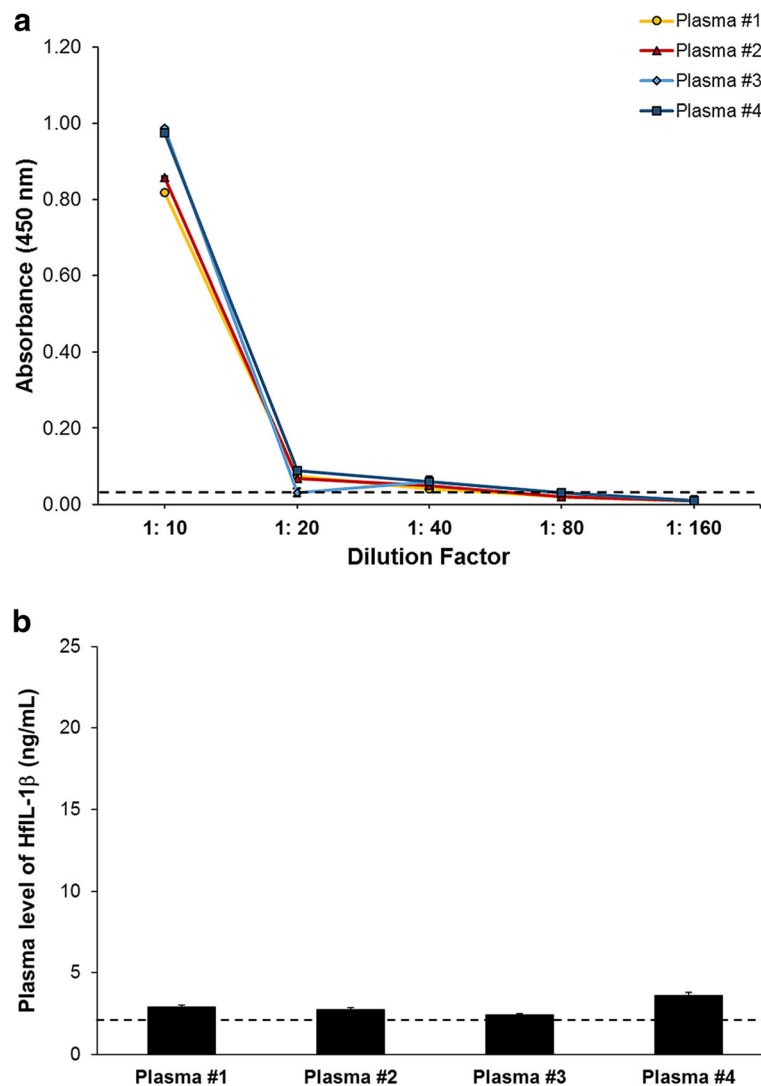 a
Plasma #1
Plasma #2
Plasma #3
Plasma #4
1.20
1.00
0.80
0.60
0.40
0.20
0.00
Absorbance (450 nm)
1: 10 1: 20 1: 40 1: 80 1: 160
Dilution Factor
b
25
20
15
10
5
0
Plasma level of HfIL-1β (ng/mL)
Plasma #1 Plasma #2 Plasma #3 Plasma #4